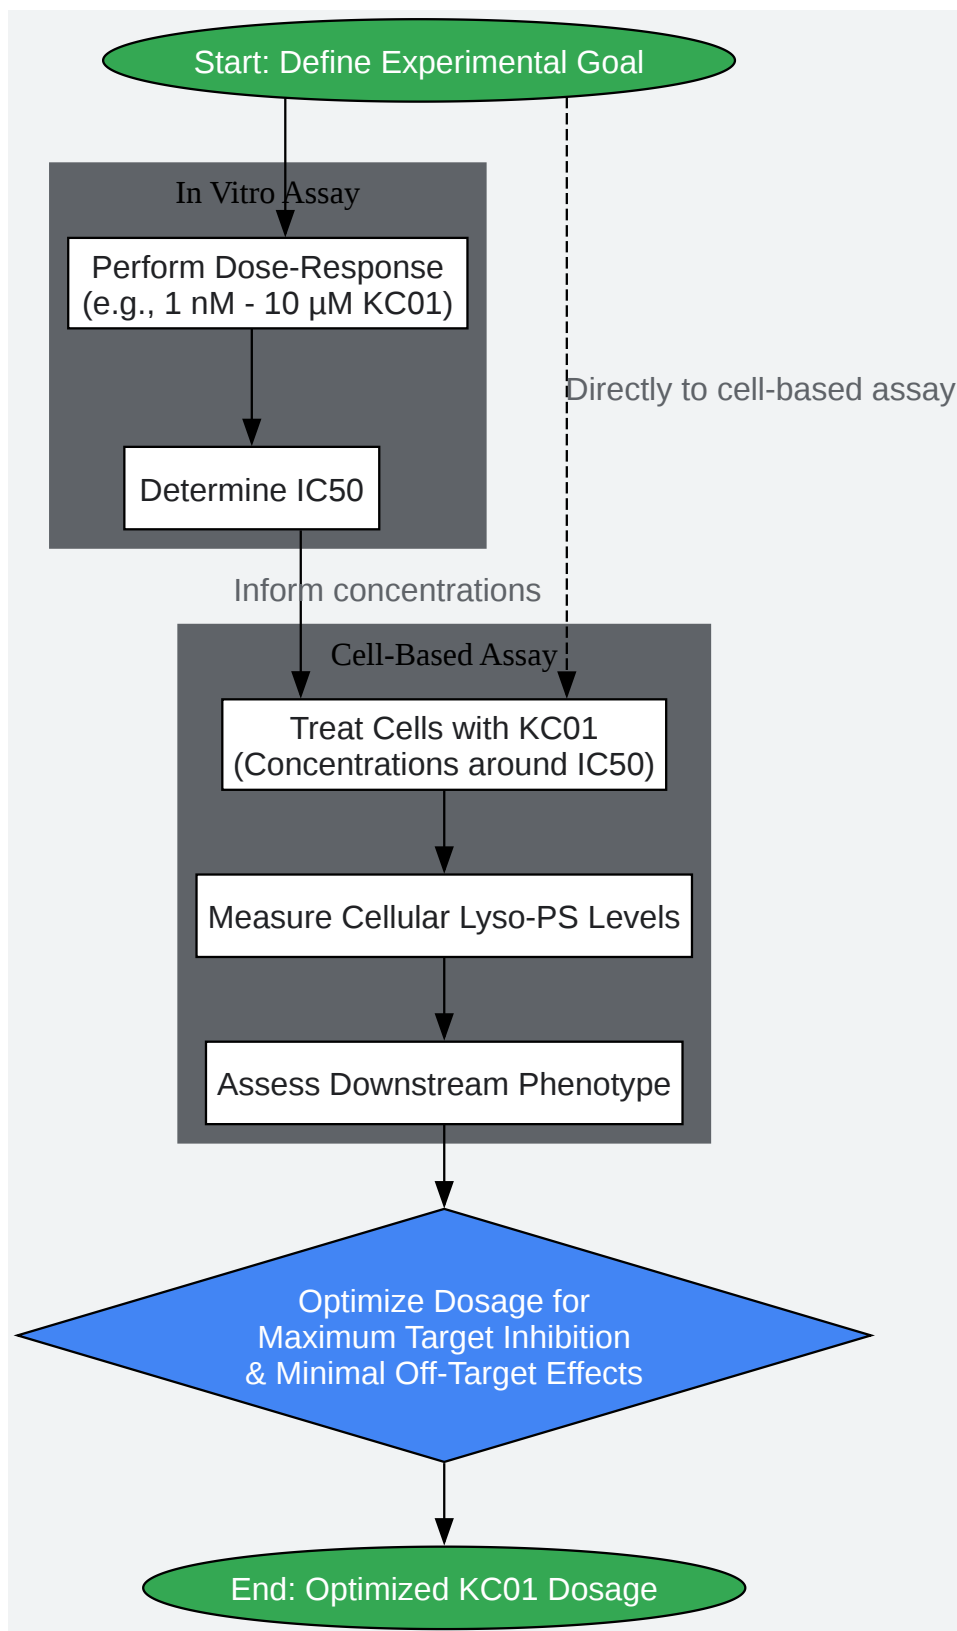 Start: Define Experimental Goal
In Vitro Assay
Perform Dose-Response
(e.g., 1 nM - 10 µM KC01)
Directly to cell-based assay
Determine IC50
Inform concentrations
Cell-Based Assay
Treat Cells with KC01
(Concentrations around IC50)
Measure Cellular Lyso-PS Levels
Assess Downstream Phenotype
Optimize Dosage for
Maximum Target Inhibition
& Minimal Off-Target Effects
End: Optimized KC01 Dosage